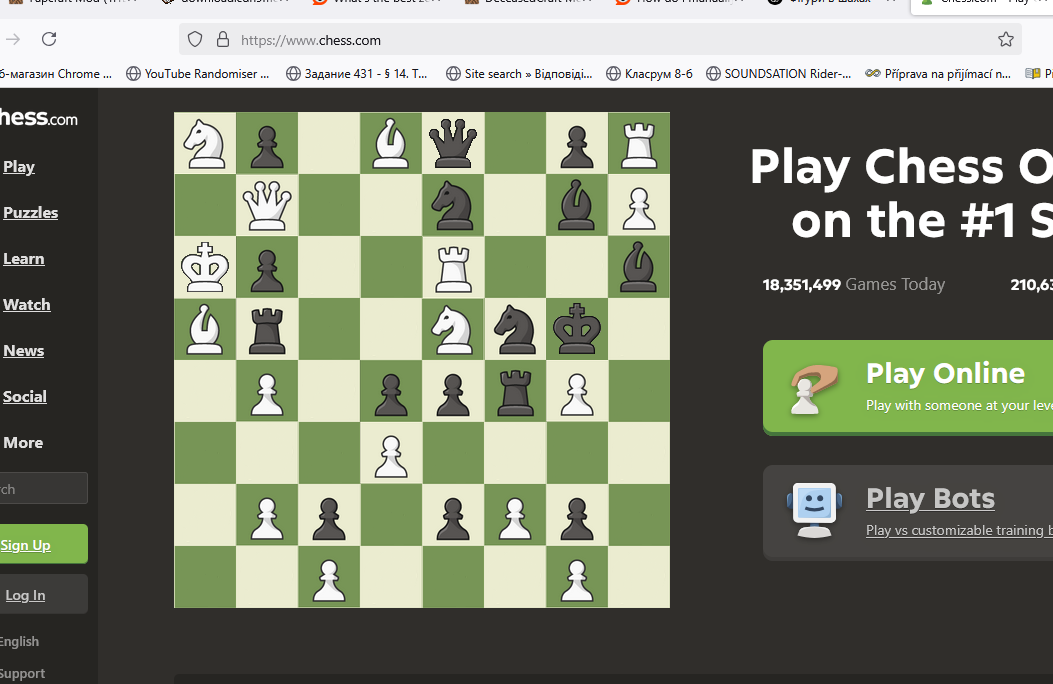 https://www.chess.com
б-магазин Chrome ... YouTube Randomiser ... Задание 431 - § 14. Т... Site search » Відповіді... Класрум 8-б SOUNDSATION Rider-... Příprava na přijímací n...
hess.com
Play
Puzzles
Learn
Watch
News
Social
More
rch
Sign Up
Log In
English
Support
Play Chess O
on the #1 S
18,351,499 Games Today 210,63
Play Online
Play with someone at your leve
Play Bots
Play vs customizable training b